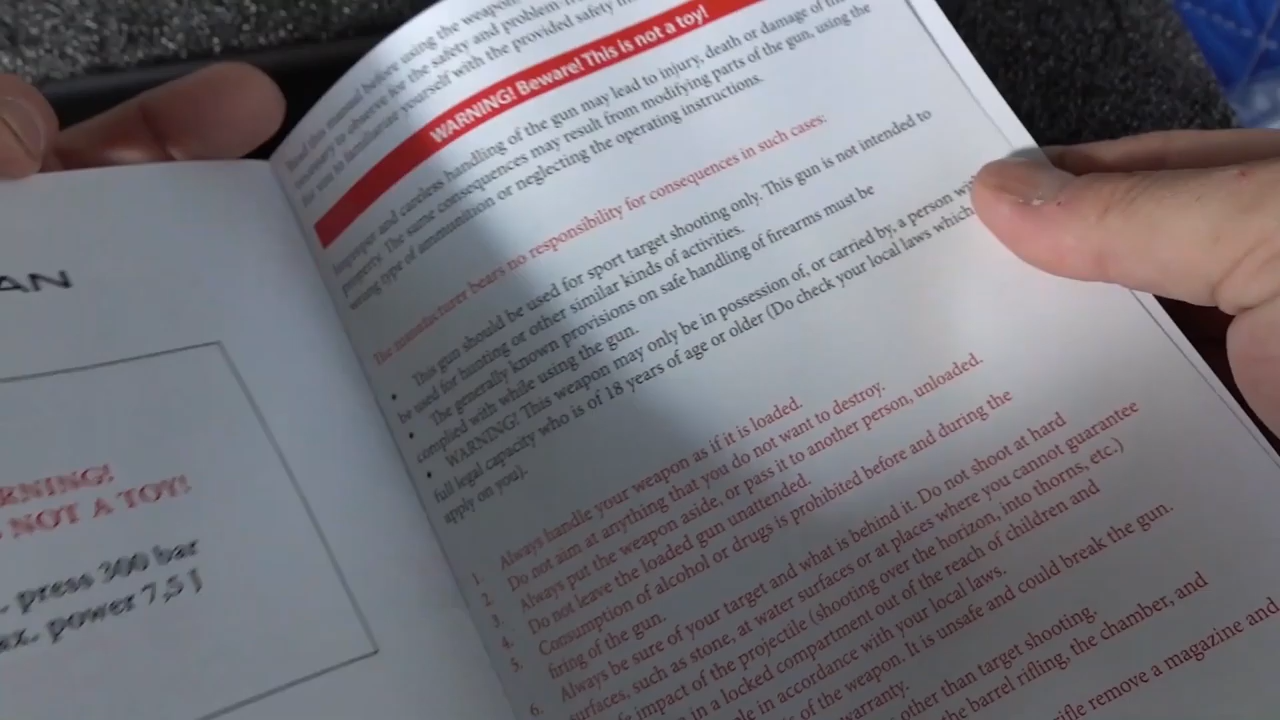 AN
RNING!
NOT A TOY!
. press 300 bar
ax. power 7,5 J
Read this manual before using the weapon.
necessary to observe for the safety and problem
for you to familiarize yourself with the provided safety
WARNING! Beware! This is not a toy!
Improper and careless handling of the gun may lead to injury, death or damage of
property. The same consequences may result from modifying parts of the gun, using the
wrong type of ammunition or neglecting the operating instructions.
The manufacturer bears no responsibility for consequences in such cases:
• This gun should be used for sport target shooting only. This gun is not intended to
be used for hunting or other similar kinds of activities.
• The generally known provisions on safe handling of firearms must be
complied with while using the gun.
• WARNING! This weapon may only be in possession of, or carried by, a person wi
full legal capacity who is of 18 years of age or older (Do check your local laws which
apply on you).
1. Always handle your weapon as if it is loaded.
2. Do not aim at anything that you do not want to destroy.
3. Always put the weapon aside, or pass it to another person, unloaded.
4. Do not leave the loaded gun unattended.
5. Consumption of alcohol or drugs is prohibited before and during the
firing of the gun.
6. Always be sure of your target and what is behind it. Do not shoot at hard
surfaces, such as stone, at water surfaces or at places where you cannot guarantee
impact of the projectile (shooting over the horizon, into thorns, etc.)
in a locked compartment out of the reach of children and
le in accordance with your local laws.
of the weapon. It is unsafe and could break the gun.
warranty.
other than target shooting.
the barrel rifling, the chamber, and
rifle remove a magazine and